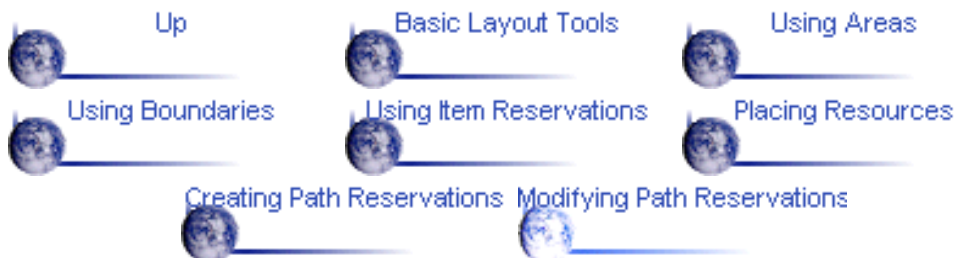 Up
Basic Layout Tools
Using Areas
Using Boundaries
Using Item Reservations
Placing Resources
Creating Path Reservations
Modifying Path Reservations